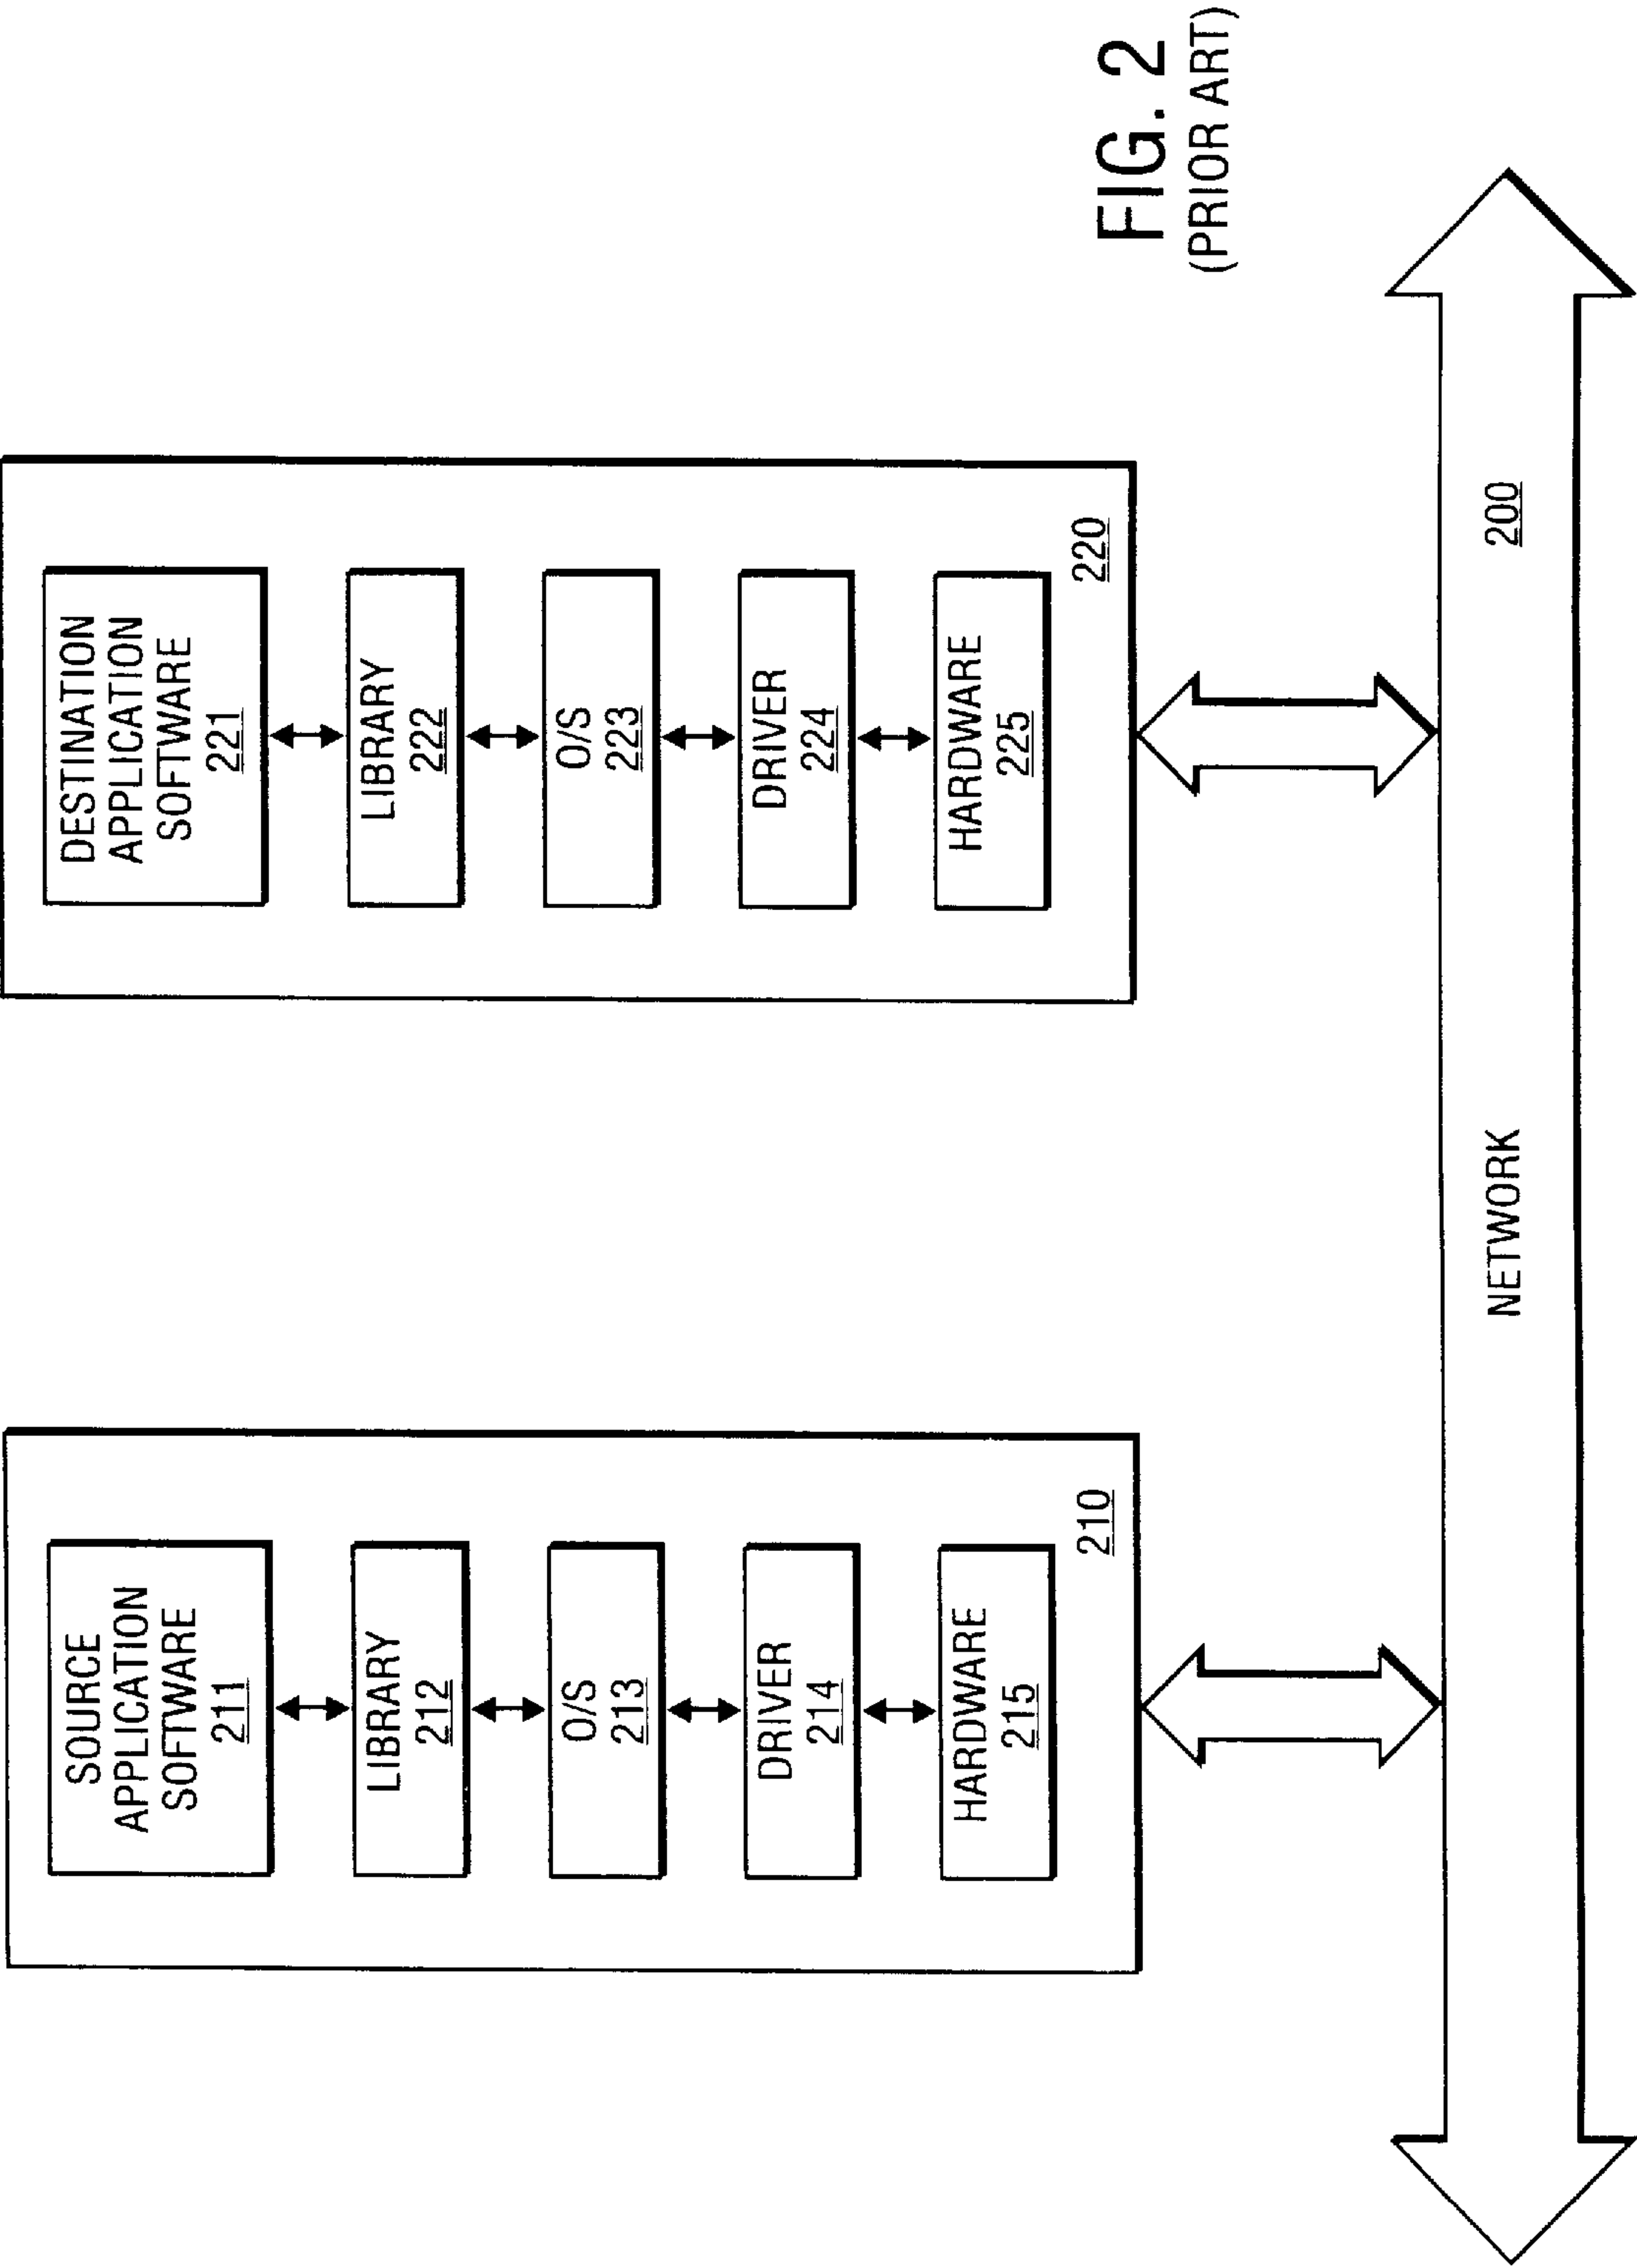 SOURCE
APPLICATION
SOFTWARE
211
LIBRARY
212
O/S
213
DRIVER
214
HARDWARE
215
210
DESTINATION
APPLICATION
SOFTWARE
221
LIBRARY
222
O/S
223
DRIVER
224
HARDWARE
225
220
NETWORK
200
FIG. 2
(PRIOR ART)